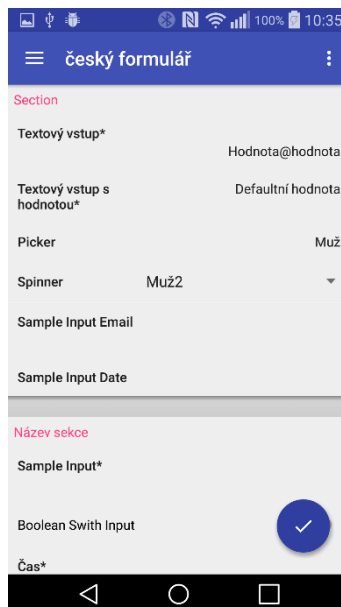 100% 10:35
český formulář
Section
Textový vstup*
Hodnota@hodnota
Textový vstup s Defaultní hodnota
hodnotou*
Picker Muž
Spinner Muž2
Sample Input Email
Sample Input Date
Název sekce
Sample Input*
Boolean Swith Input
Čas*